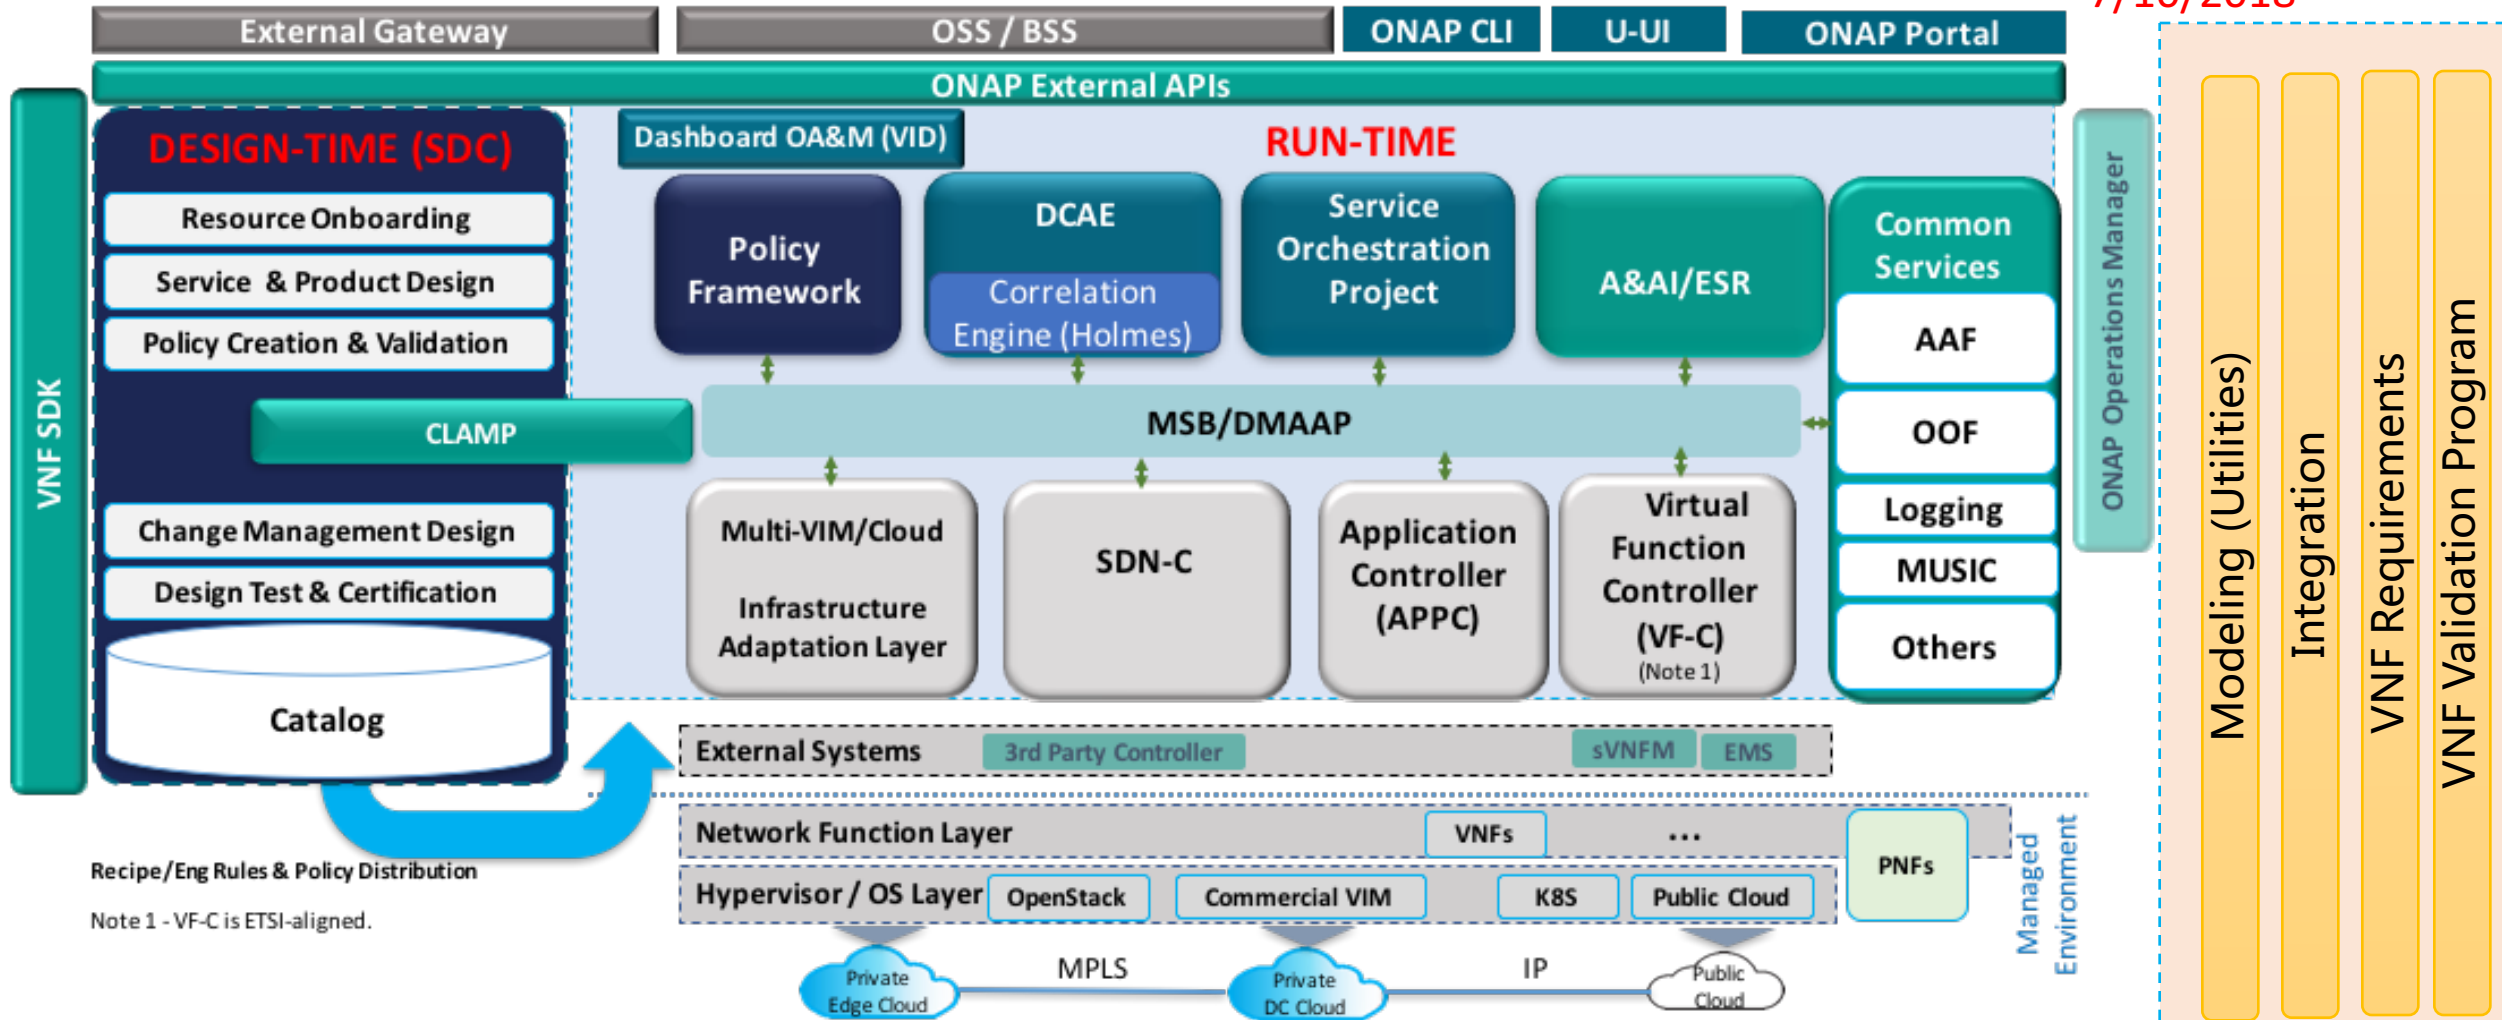 7/10/2018
External Gateway
OSS / BSS
ONAP CLI
U-UI
ONAP Portal
ONAP External APIs
VNF SDK
DESIGN-TIME (SDC)
Resource Onboarding
Service & Product Design
Policy Creation & Validation
CLAMP
Change Management Design
Design Test & Certification
Catalog
Dashboard OA&M (VID)
RUN-TIME
Policy
Framework
DCAE
Correlation
Engine (Holmes)
Service
Orchestration
Project
A&AI/ESR
Common
Services
AAF
OOF
Logging
MUSIC
Others
MSB/DMAAP
Multi-VIM/Cloud
Infrastructure
Adaptation Layer
SDN-C
Application
Controller
(APPC)
Virtual
Function
Controller
(VF-C)
(Note 1)
ONAP Operations Manager
External Systems
3rd Party Controller
sVNFM
EMS
Network Function Layer
VNFs
...
PNFs
Hypervisor / OS Layer
OpenStack
Commercial VIM
K8S
Public Cloud
Managed
Environment
Recipe/Eng Rules & Policy Distribution
Note 1 - VF-C is ETSI-aligned.
Private
Edge Cloud
MPLS
Private
DC Cloud
IP
Public
Cloud
Modeling (Utilities)
Integration
VNF Requirements
VNF Validation Program